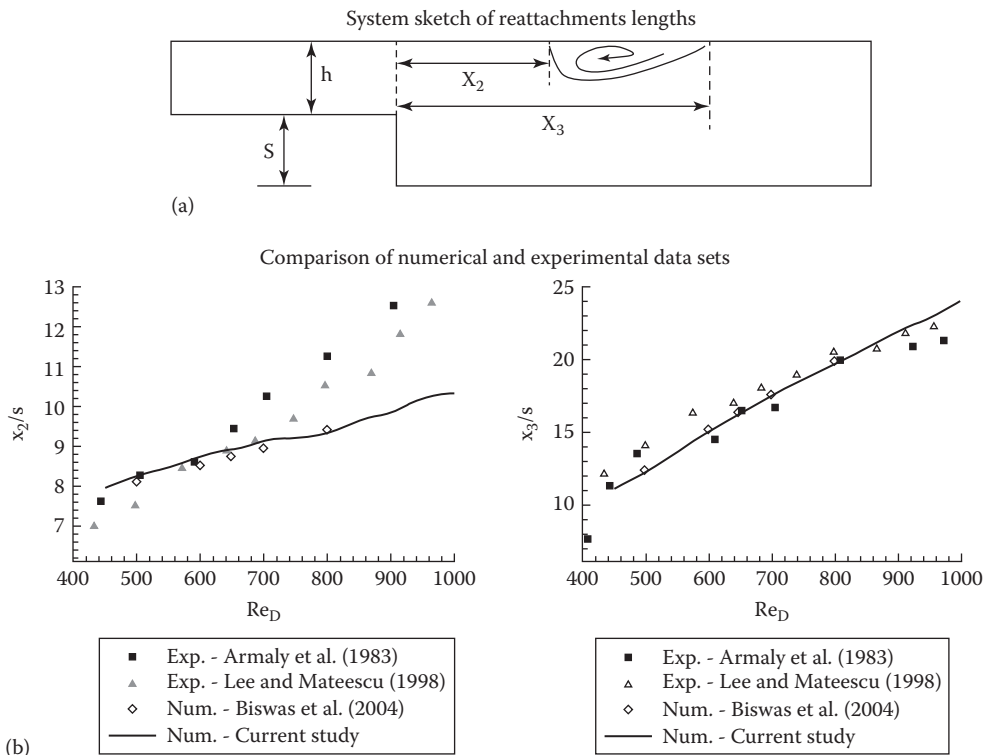 System sketch of reattachments lengths
h
X2
X3
S
(a)
Comparison of numerical and experimental data sets
13
12
11
10
9
8
7
x2/s
400 500 600 700 800 900 1000
ReD
25
20
15
10
x3/s
400 500 600 700 800 900 1000
ReD
Exp. - Armaly et al. (1983)
Exp. - Lee and Mateescu (1998)
Num. - Biswas et al. (2004)
Num. - Current study
Exp. - Armaly et al. (1983)
Exp. - Lee and Mateescu (1998)
Num. - Biswas et al. (2004)
Num. - Current study
(b)